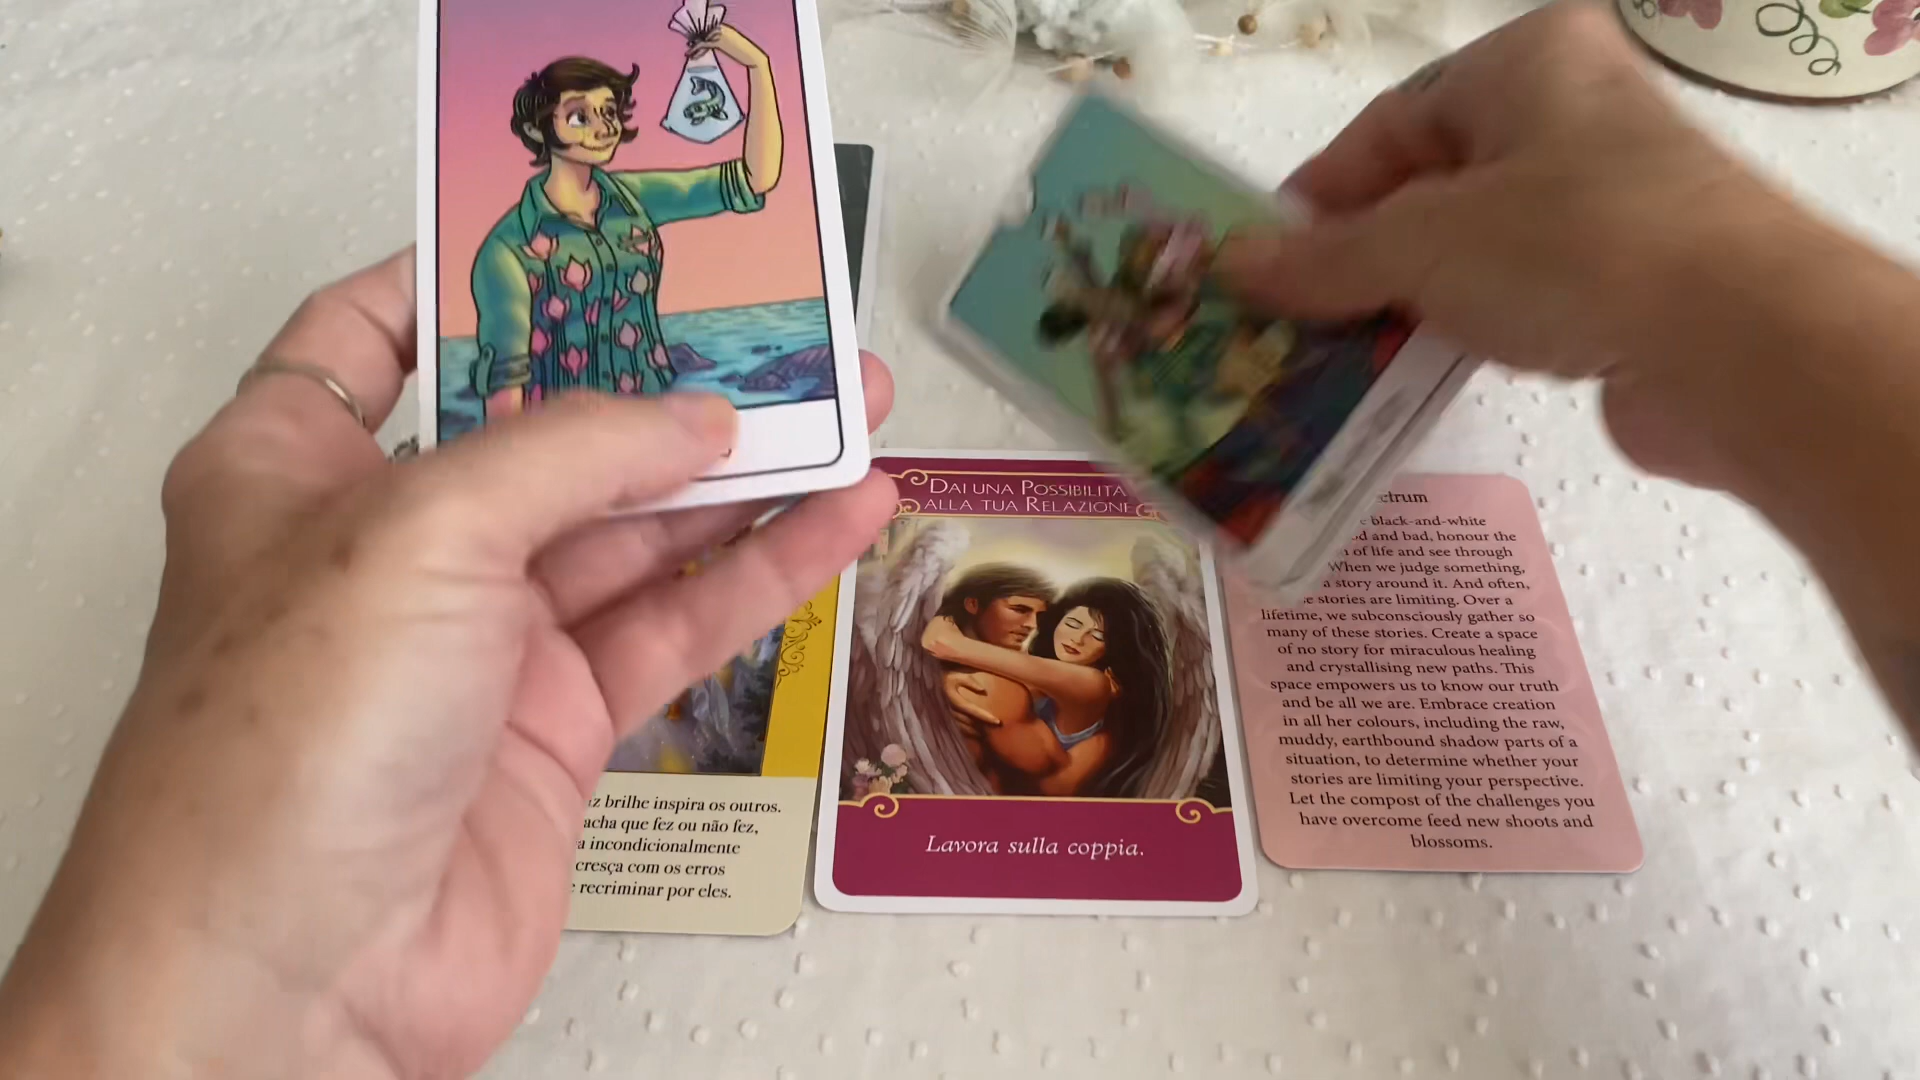 DAI UNA POSSIBILITÀ
ALLA TUA RELAZIONE
Lavora sulla coppia.
brilhe inspira os outros.
acha que fez ou não fez,
incondicionalmente
cresça com os erros
recriminar por eles.
black-and-white
and bad, honour the
of life and see through
When we judge something,
a story around it. And often,
stories are limiting. Over a
lifetime, we subconsciously gather so
many of these stories. Create a space
of no story for miraculous healing
and crystallising new paths. This
space empowers us to know our truth
and be all we are. Embrace creation
in all her colours, including the raw,
muddy, earthbound shadow parts of a
situation, to determine whether your
stories are limiting your perspective.
Let the compost of the challenges you
have overcome feed new shoots and
blossoms.